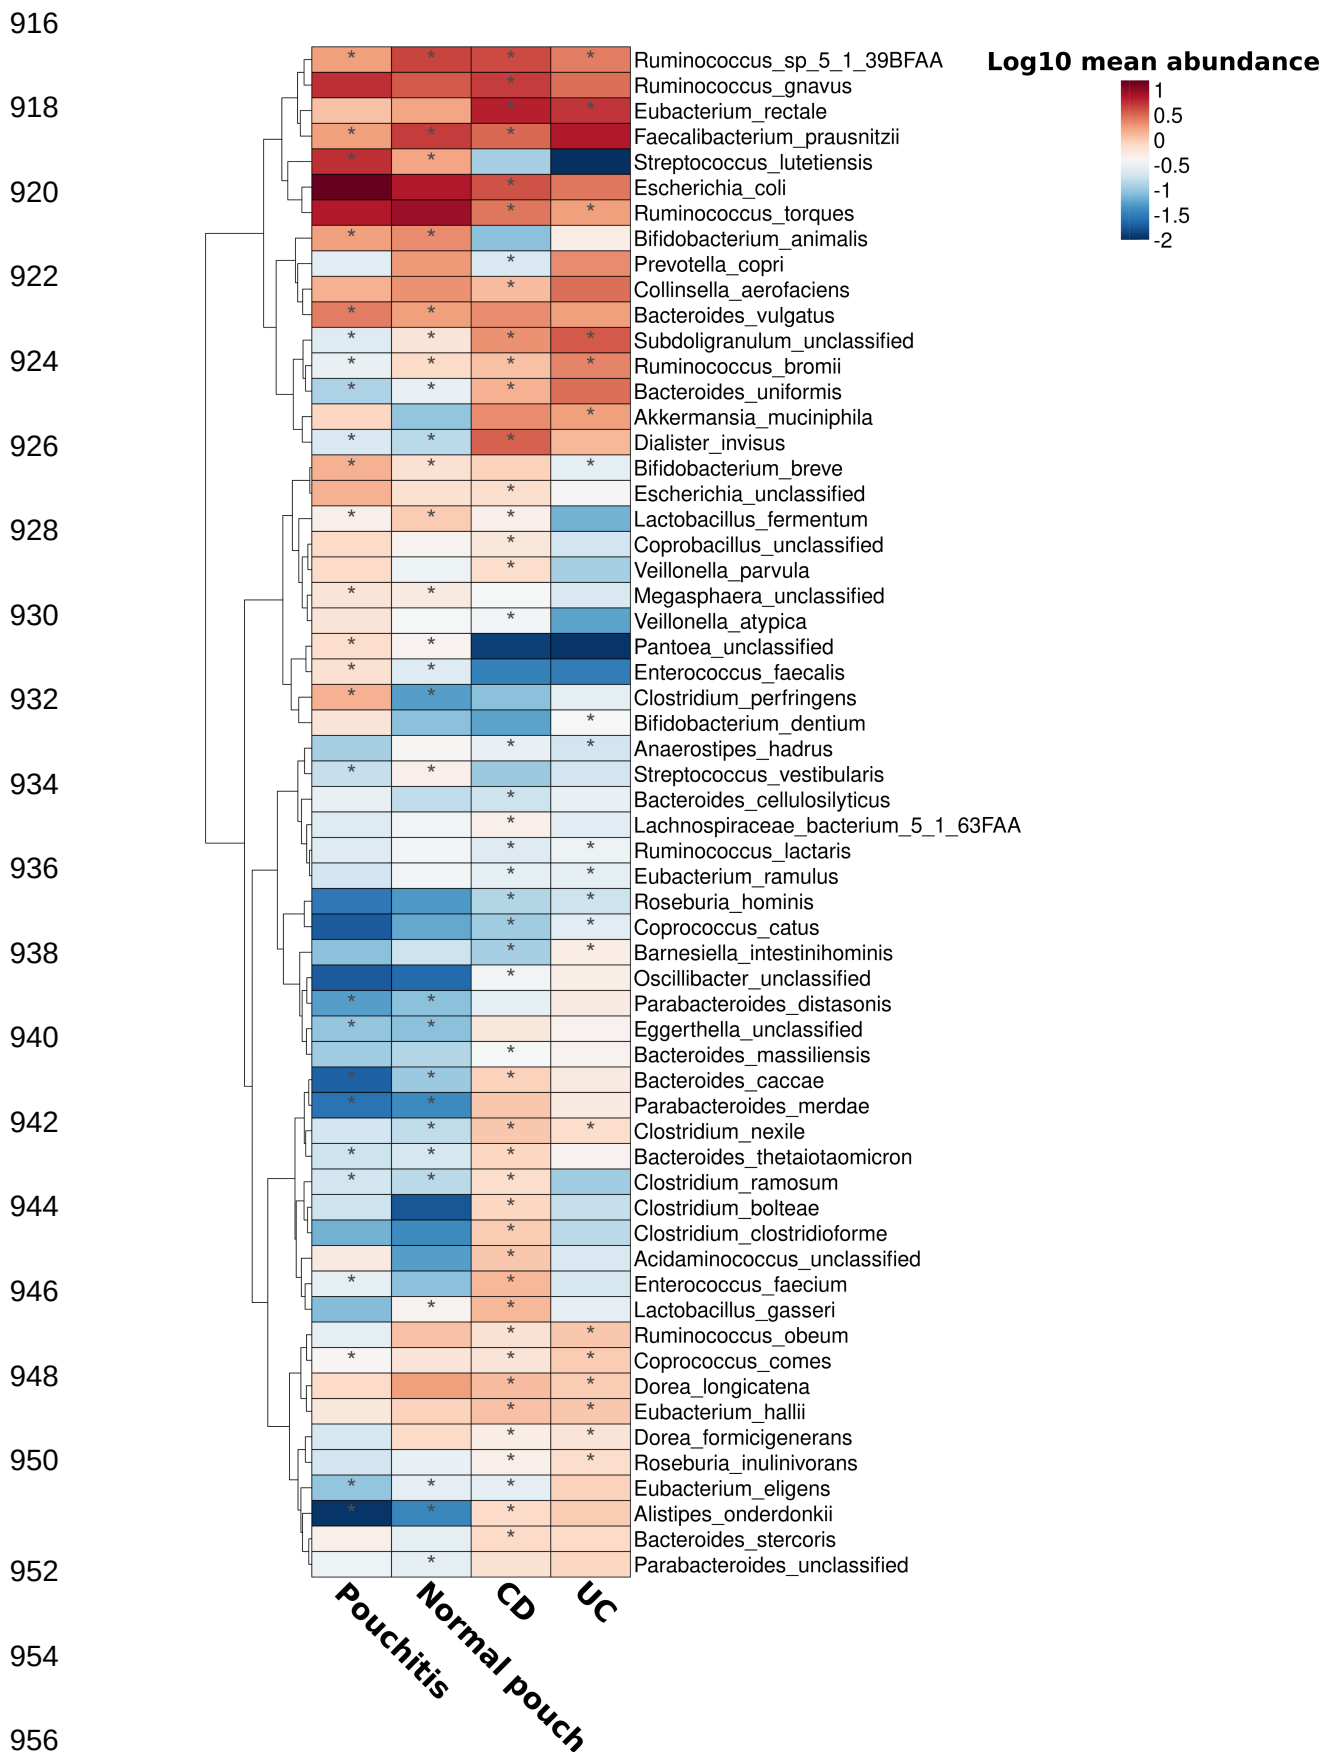 916
Log10 mean abundance
1
0.5
0
-0.5
-1
-1.5
-2
* * * * Ruminococcus_sp_5_1_39BFAA
* Ruminococcus_gnavus
918
* * Eubacterium_rectale
* * * Faecalibacterium_prausnitzii
* * Streptococcus_lutetiensis
920
* Escherichia_coli
* * Ruminococcus_torques
* * Bifidobacterium_animalis
922
* Prevotella_copri
* Collinsella_aerofaciens
* * Bacteroides_vulgatus
* * * * Subdoligranulum_unclassified
924
* * * * Ruminococcus_bromii
* * * Bacteroides_uniformis
* Akkermansia_muciniphila
926
* * * Dialister_invisus
* * * Bifidobacterium_breve
* Escherichia_unclassified
928
* * * Lactobacillus_fermentum
* Coprobacillus_unclassified
* Veillonella_parvula
* * Megasphaera_unclassified
930
* Veillonella_atypica
* * Pantoea_unclassified
* * Enterococcus_faecalis
932
* * Clostridium_perfringens
* Bifidobacterium_dentium
* * Anaerostipes_hadrus
934
* * Streptococcus_vestibularis
* Bacteroides_cellulosilyticus
* Lachnospiraceae_bacterium_5_1_63FAA
* * Ruminococcus_lactaris
936
* * Eubacterium_ramulus
* * Roseburia_hominis
* * Coprococcus_catus
938
* * Barnesiella_intestinihominis
* Oscillibacter_unclassified
* * Parabacteroides_distasonis
940
* * Eggerthella_unclassified
* Bacteroides_massiliensis
* * * Bacteroides_caccae
* * Parabacteroides_merdae
942
* * * Clostridium_nexile
* * * Bacteroides_thetaiotaomicron
* * * Clostridium_ramosum
944
* Clostridium_bolteae
* Clostridium_clostridioforme
* Acidaminococcus_unclassified
946
* * Enterococcus_faecium
* * Lactobacillus_gasseri
* * Ruminococcus_obeum
* * * Coprococcus_comes
948
* * Dorea_longicatena
* * Eubacterium_hallii
* * Dorea_formicigenerans
950
* * Roseburia_inulinivorans
* * * Eubacterium_eligens
* * * Alistipes_onderdonkii
* Bacteroides_stercoris
952
* Parabacteroides_unclassified
Pouchitis
Normal pouch
CD
UC
954
956